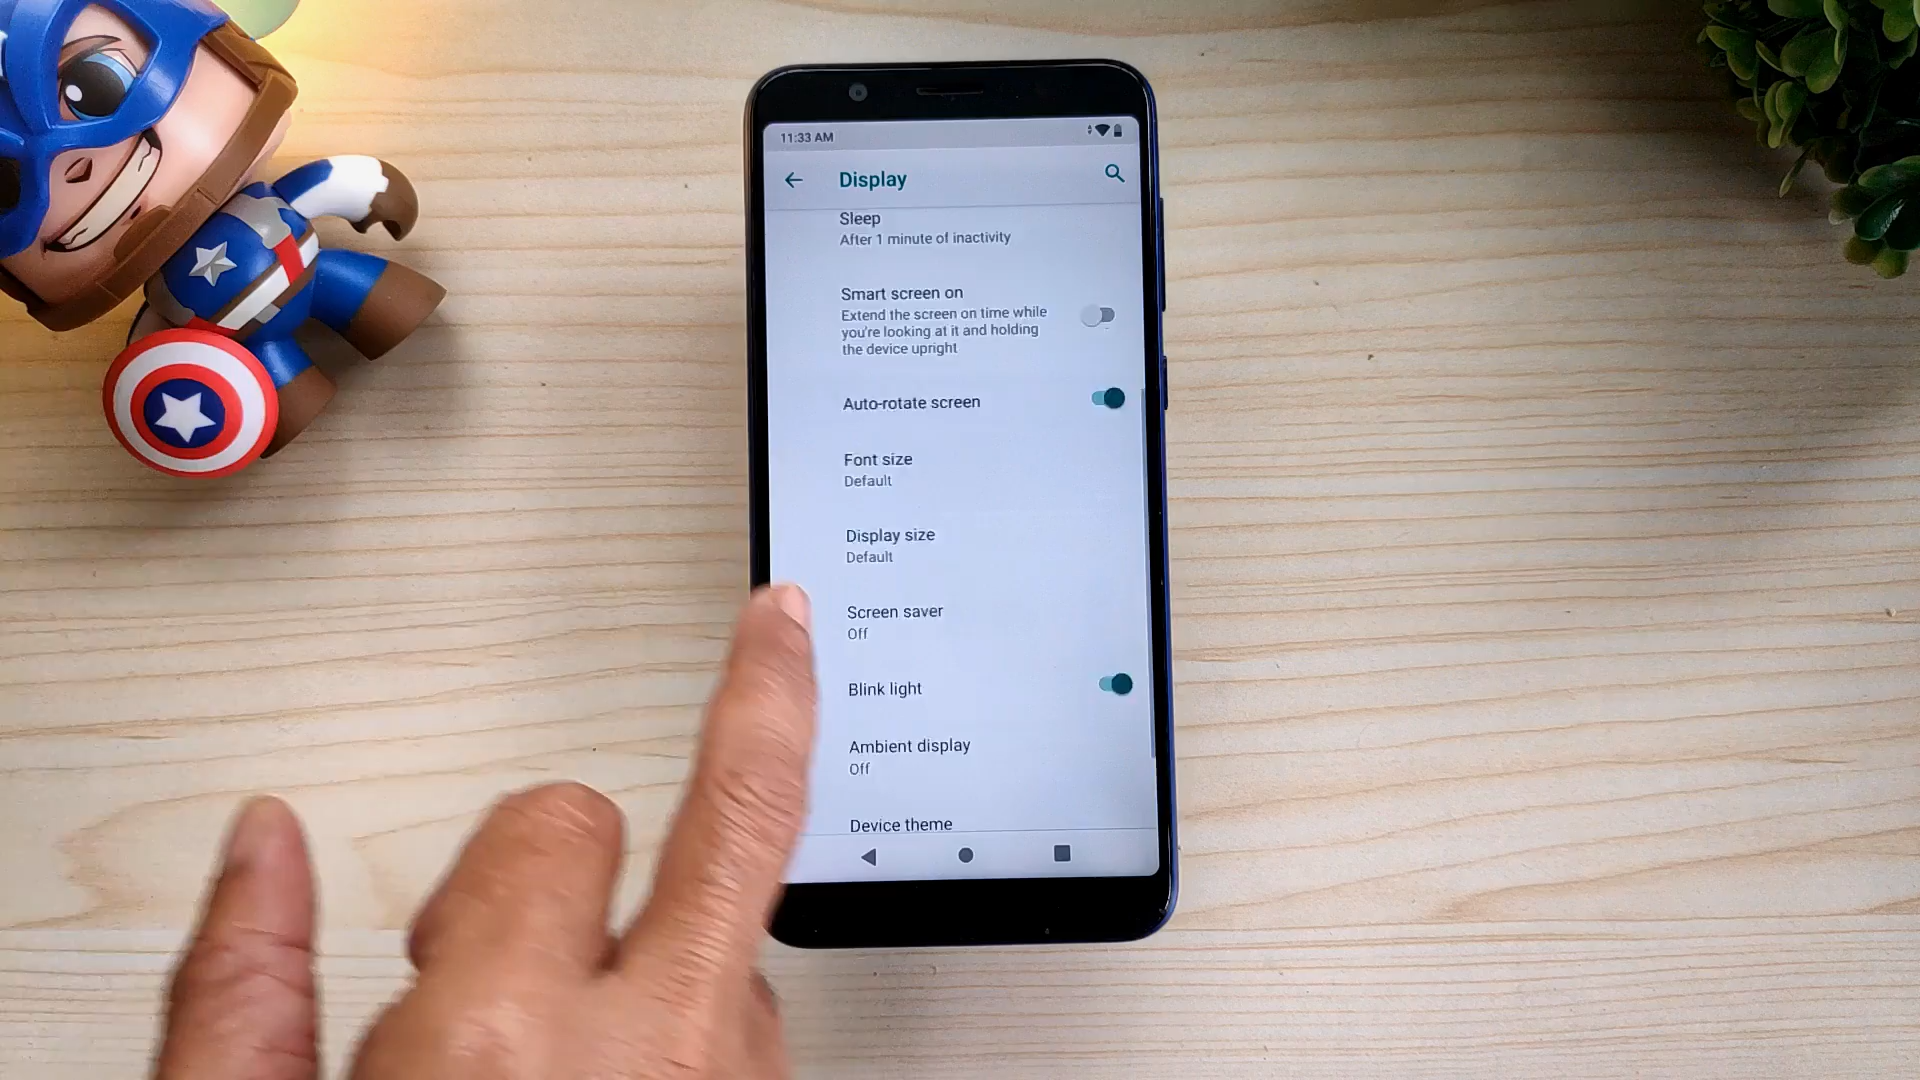 11:33 AM
Display
Sleep
After 1 minute of inactivity
Smart screen on
Extend the screen on time while
you're looking at it and holding
the device upright
Auto-rotate screen
Font size
Default
Display size
Default
Screen saver
Off
Blink light
Ambient display
Off
Device theme